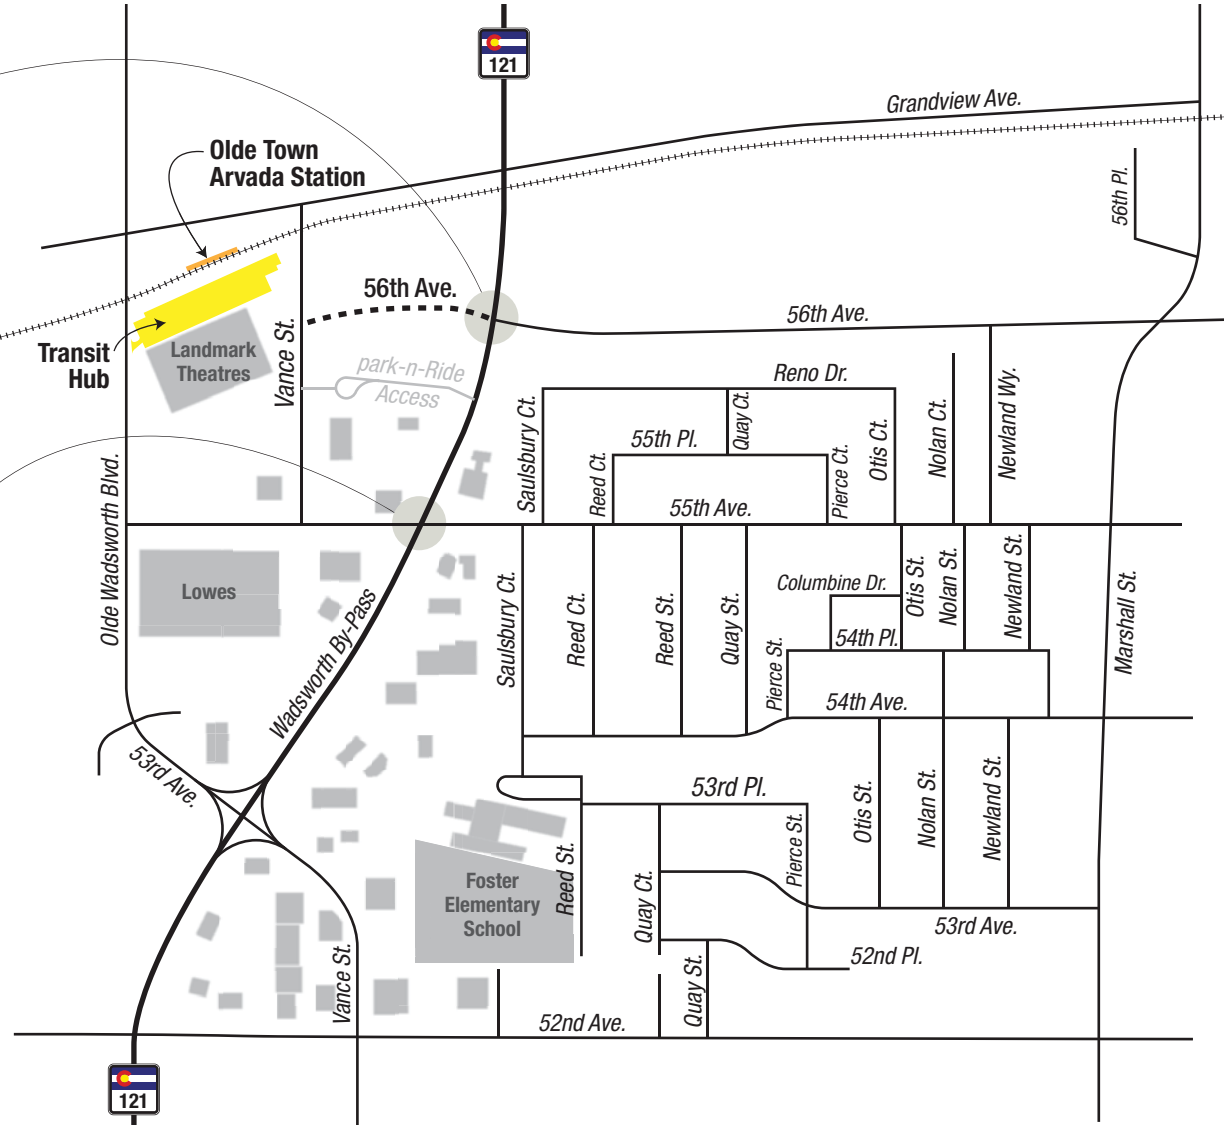 121
Grandview Ave.
Olde Town
Arvada Station
56th Pl.
56th Ave.
56th Ave.
Transit
Hub
Landmark
Theatres
Vance St.
park-n-Ride
Access
Reno Dr.
Saulsbury Ct.
Quay Ct.
55th Pl.
Reed Ct.
Pierce Ct.
Otis Ct.
Nolan Ct.
Newland Wy.
55th Ave.
Olde Wadsworth Blvd.
Lowes
Wadsworth By-Pass
Saulsbury Ct.
Reed Ct.
Reed St.
Quay St.
Columbine Dr.
Otis St.
Nolan St.
Newland St.
Marshall St.
54th Pl.
Pierce St.
54th Ave.
53rd Ave.
53rd Pl.
Otis St.
Nolan St.
Newland St.
Pierce St.
Foster
Elementary
School
Reed St.
Quay Ct.
53rd Ave.
52nd Pl.
Vance St.
Quay St.
52nd Ave.
121